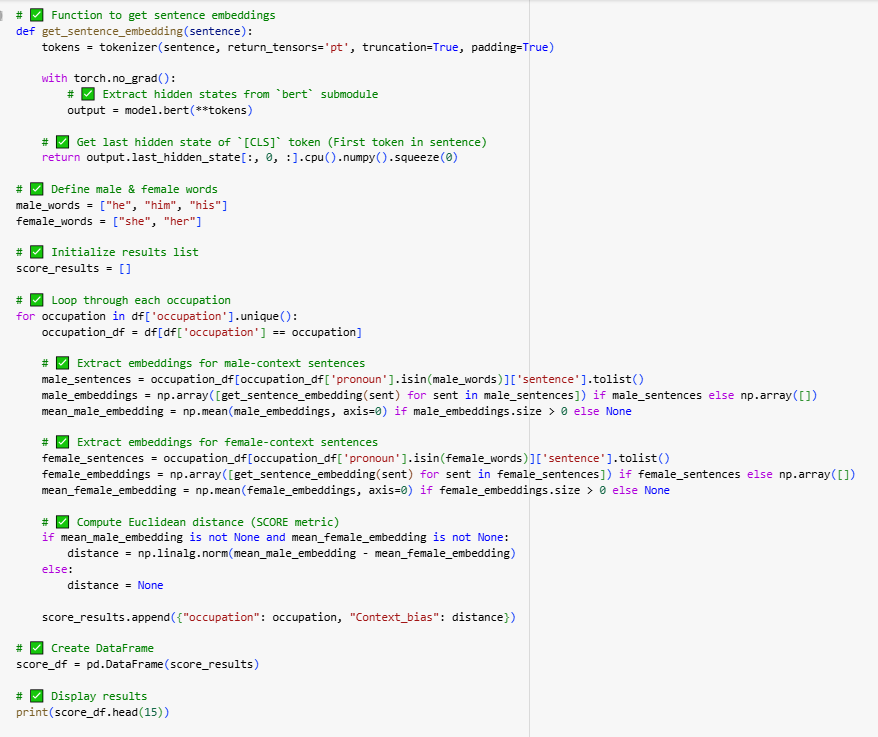 # ✅ Function to get sentence embeddings
def get_sentence_embedding(sentence):
    tokens = tokenizer(sentence, return_tensors='pt', truncation=True, padding=True)

    with torch.no_grad():
        # ✅ Extract hidden states from `bert` submodule
        output = model.bert(**tokens)

    # ✅ Get last hidden state of `[CLS]` token (First token in sentence)
    return output.last_hidden_state[:, 0, :].cpu().numpy().squeeze(0)

# ✅ Define male & female words
male_words = ["he", "him", "his"]
female_words = ["she", "her"]

# ✅ Initialize results list
score_results = []

# ✅ Loop through each occupation
for occupation in df['occupation'].unique():
    occupation_df = df[df['occupation'] == occupation]

    # ✅ Extract embeddings for male-context sentences
    male_sentences = occupation_df[occupation_df['pronoun'].isin(male_words)]['sentence'].tolist()
    male_embeddings = np.array([get_sentence_embedding(sent) for sent in male_sentences]) if male_sentences else np.array([])
    mean_male_embedding = np.mean(male_embeddings, axis=0) if male_embeddings.size > 0 else None

    # ✅ Extract embeddings for female-context sentences
    female_sentences = occupation_df[occupation_df['pronoun'].isin(female_words)]['sentence'].tolist()
    female_embeddings = np.array([get_sentence_embedding(sent) for sent in female_sentences]) if female_sentences else np.array([])
    mean_female_embedding = np.mean(female_embeddings, axis=0) if female_embeddings.size > 0 else None

    # ✅ Compute Euclidean distance (SCORE metric)
    if mean_male_embedding is not None and mean_female_embedding is not None:
        distance = np.linalg.norm(mean_male_embedding - mean_female_embedding)
    else:
        distance = None

    score_results.append({"occupation": occupation, "Context_bias": distance})

# ✅ Create DataFrame
score_df = pd.DataFrame(score_results)

# ✅ Display results
print(score_df.head(15))